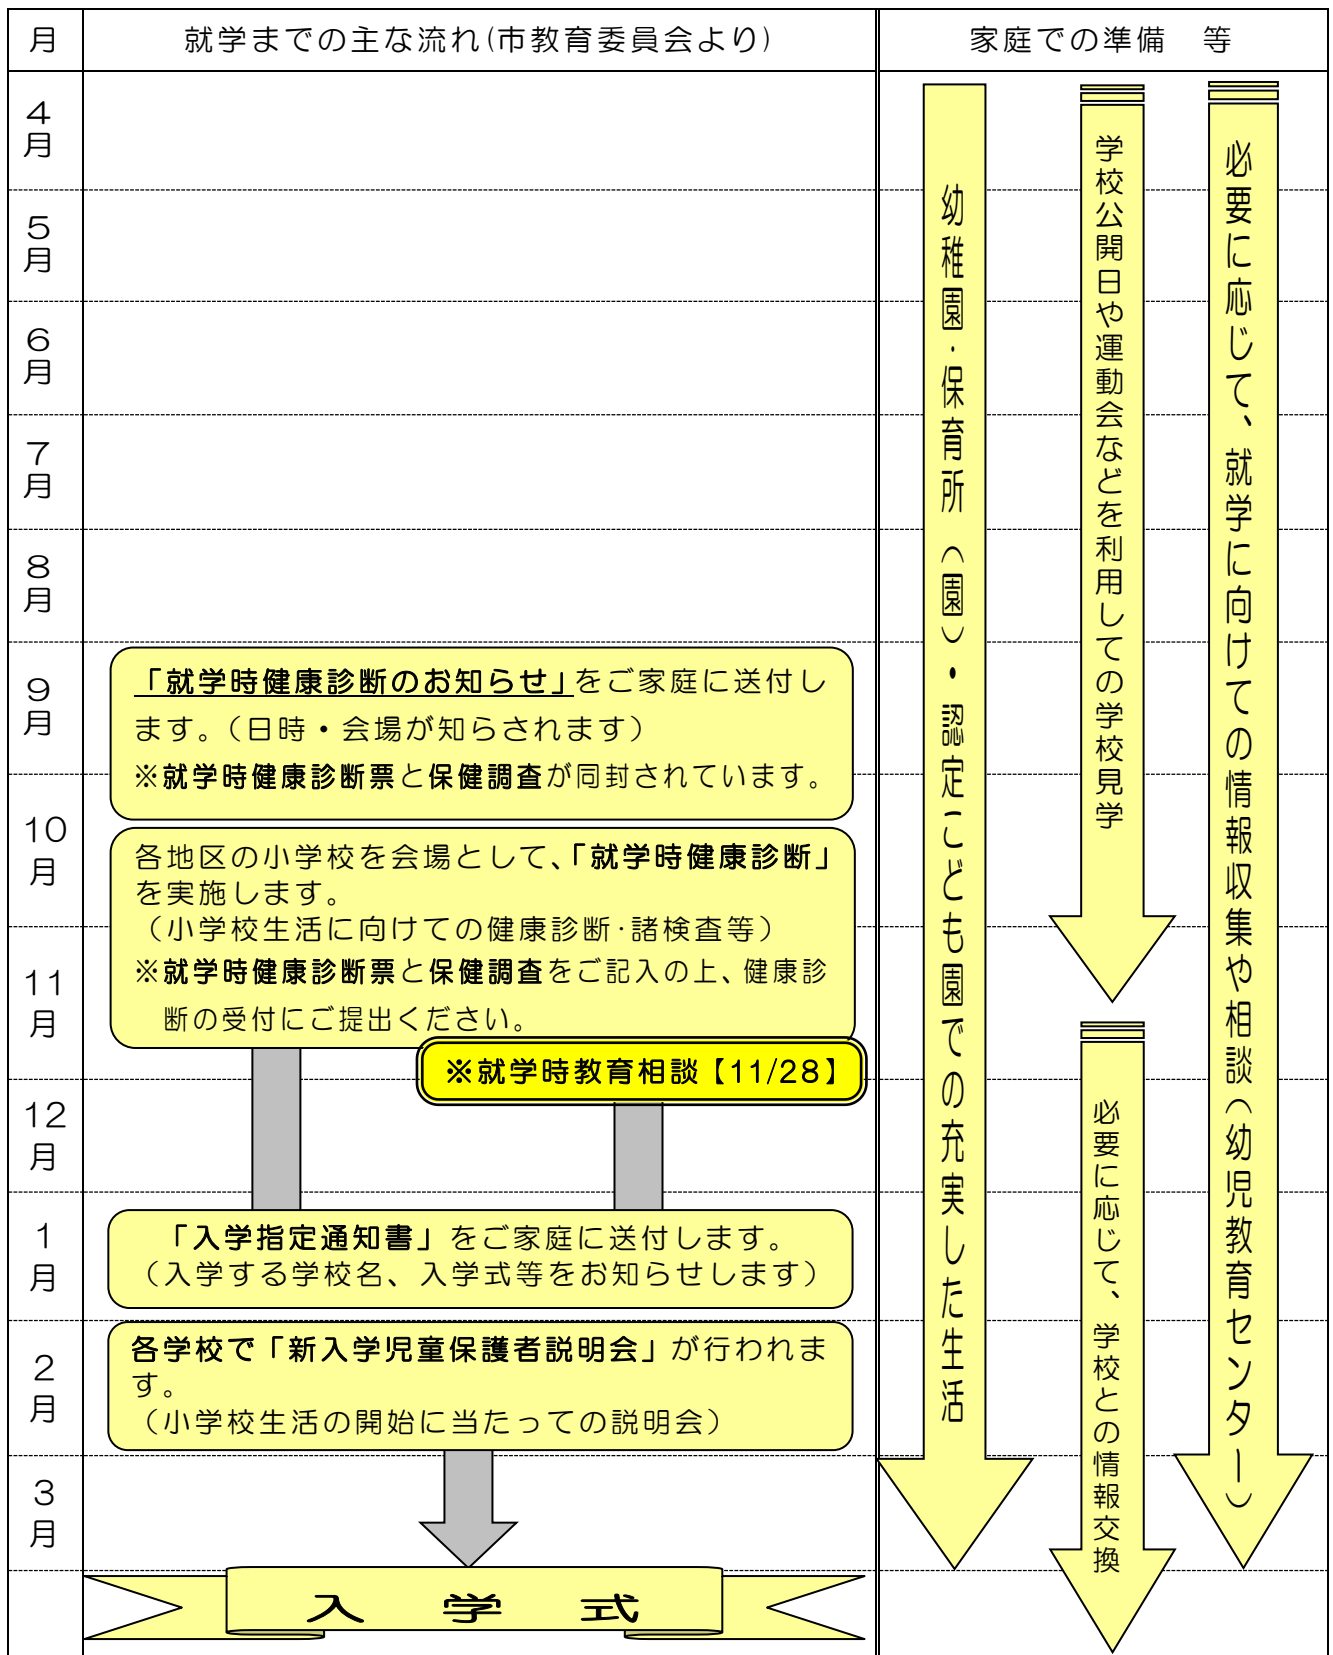 月
就学までの主な流れ(市教育委員会より)
家庭での準備　等
4月
5月
6月
7月
8月
9月
10月
11月
12月
1月
2月
3月
「就学時健康診断のお知らせ」をご家庭に送付し
ます。（日時・会場が知らされます）
※就学時健康診断票と保健調査が同封されています。
各地区の小学校を会場として、「就学時健康診断」
を実施します。
（小学校生活に向けての健康診断･諸検査等）
※就学時健康診断票と保健調査をご記入の上、健康診
断の受付にご提出ください。
※就学時教育相談【11/28】
「入学指定通知書」をご家庭に送付します。
（入学する学校名、入学式等をお知らせします）
各学校で「新入学児童保護者説明会」が行われま
す。
（小学校生活の開始に当たっての説明会）
入　学　式
幼稚園・保育所（園）・認定こども園での充実した生活
学校公開日や運動会などを利用しての学校見学
必要に応じて、学校との情報交換
必要に応じて、就学に向けての情報収集や相談（幼児教育センター）